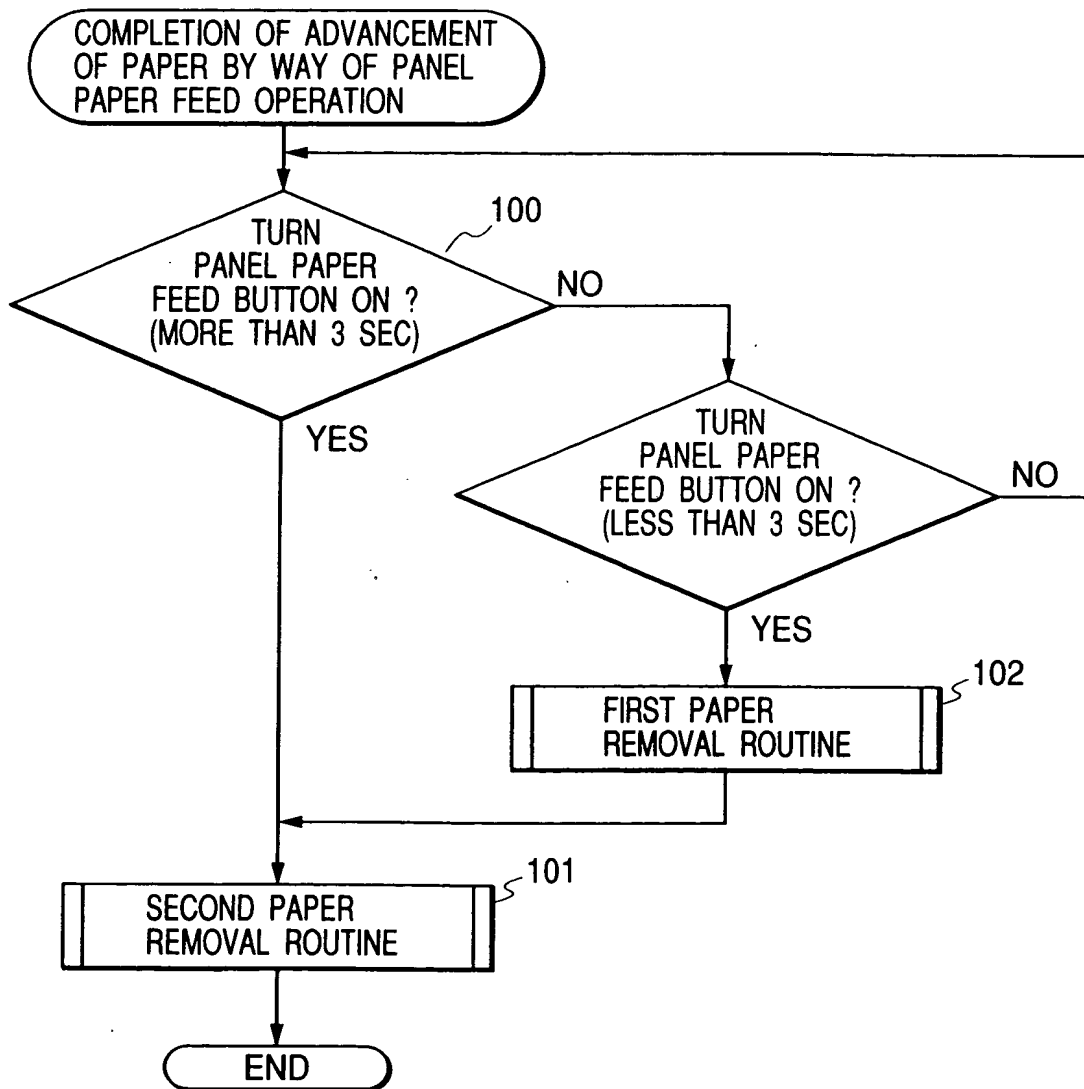 COMPLETION OF ADVANCEMENT
OF PAPER BY WAY OF PANEL
PAPER FEED OPERATION
100
TURN
PANEL PAPER
FEED BUTTON ON ?
(MORE THAN 3 SEC)
NO
YES
TURN
PANEL PAPER
FEED BUTTON ON ?
(LESS THAN 3 SEC)
NO
YES
102
FIRST PAPER
REMOVAL ROUTINE
101
SECOND PAPER
REMOVAL ROUTINE
END